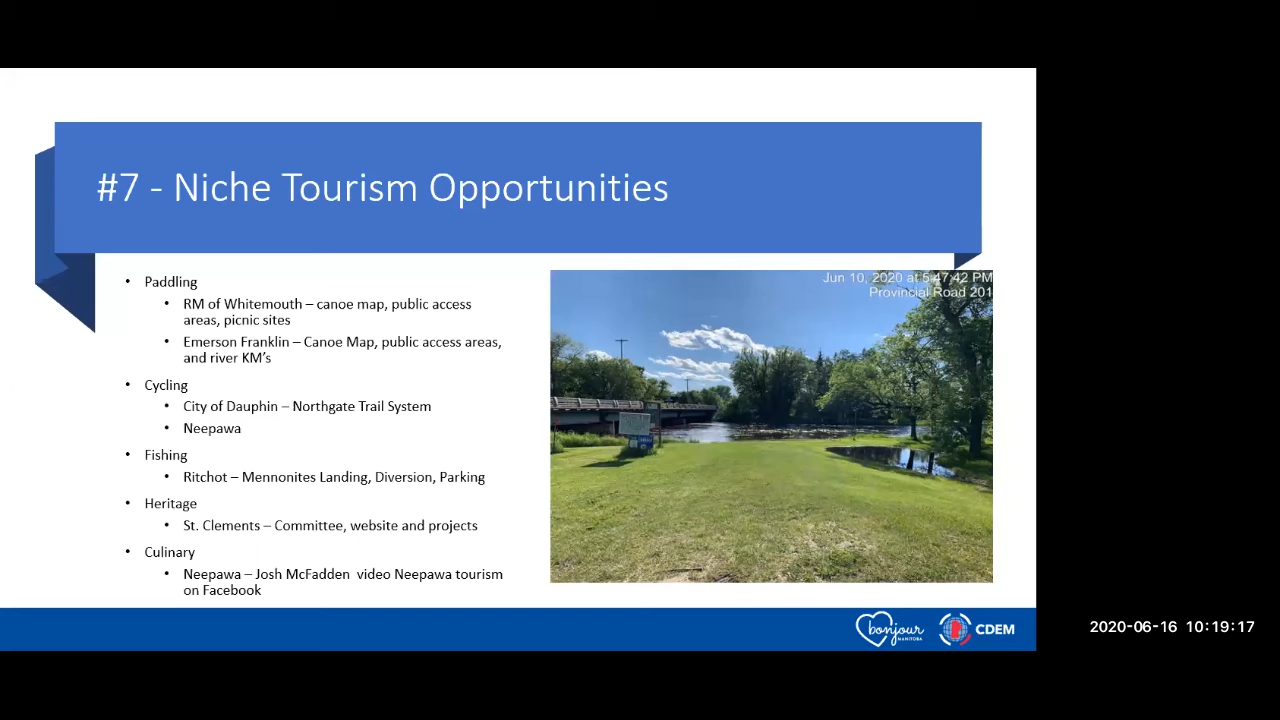 #7 - Niche Tourism Opportunities
• Paddling
• RM of Whitemouth – canoe map, public access
areas, picnic sites
• Emerson Franklin – Canoe Map, public access areas,
and river KM's
• Cycling
• City of Dauphin – Northgate Trail System
• Neepawa
• Fishing
• Ritchot – Mennonites Landing, Diversion, Parking
• Heritage
• St. Clements – Committee, website and projects
• Culinary
• Neepawa – Josh McFadden  video Neepawa tourism
on Facebook
Jun 10, 2020 at 5:47:42 PM
Provincial Road 201
bonjour
MANITOBA
CDEM
2020-06-16 10:19:17